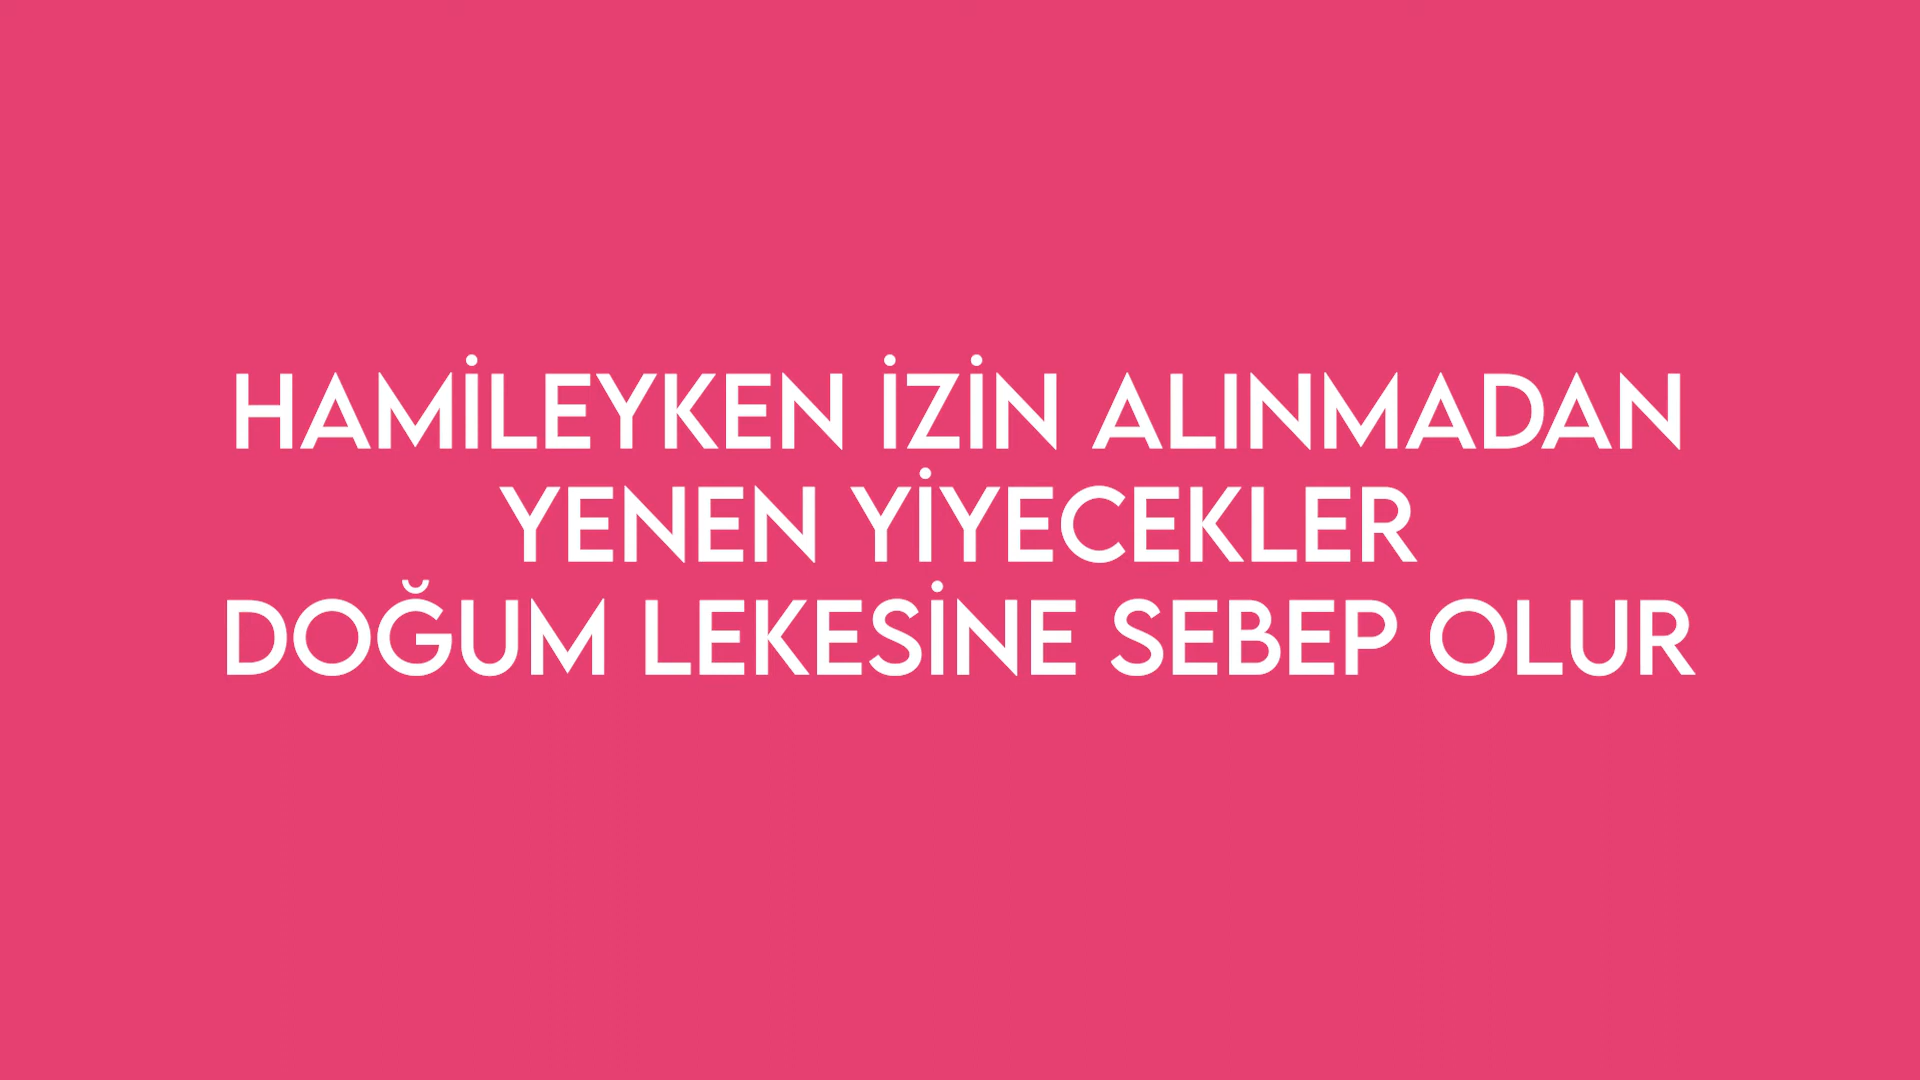 HAMİLEYKEN İZİN ALINMADAN
YENEN YİYECEKLER
DOĞUM LEKESİNE SEBEP OLUR